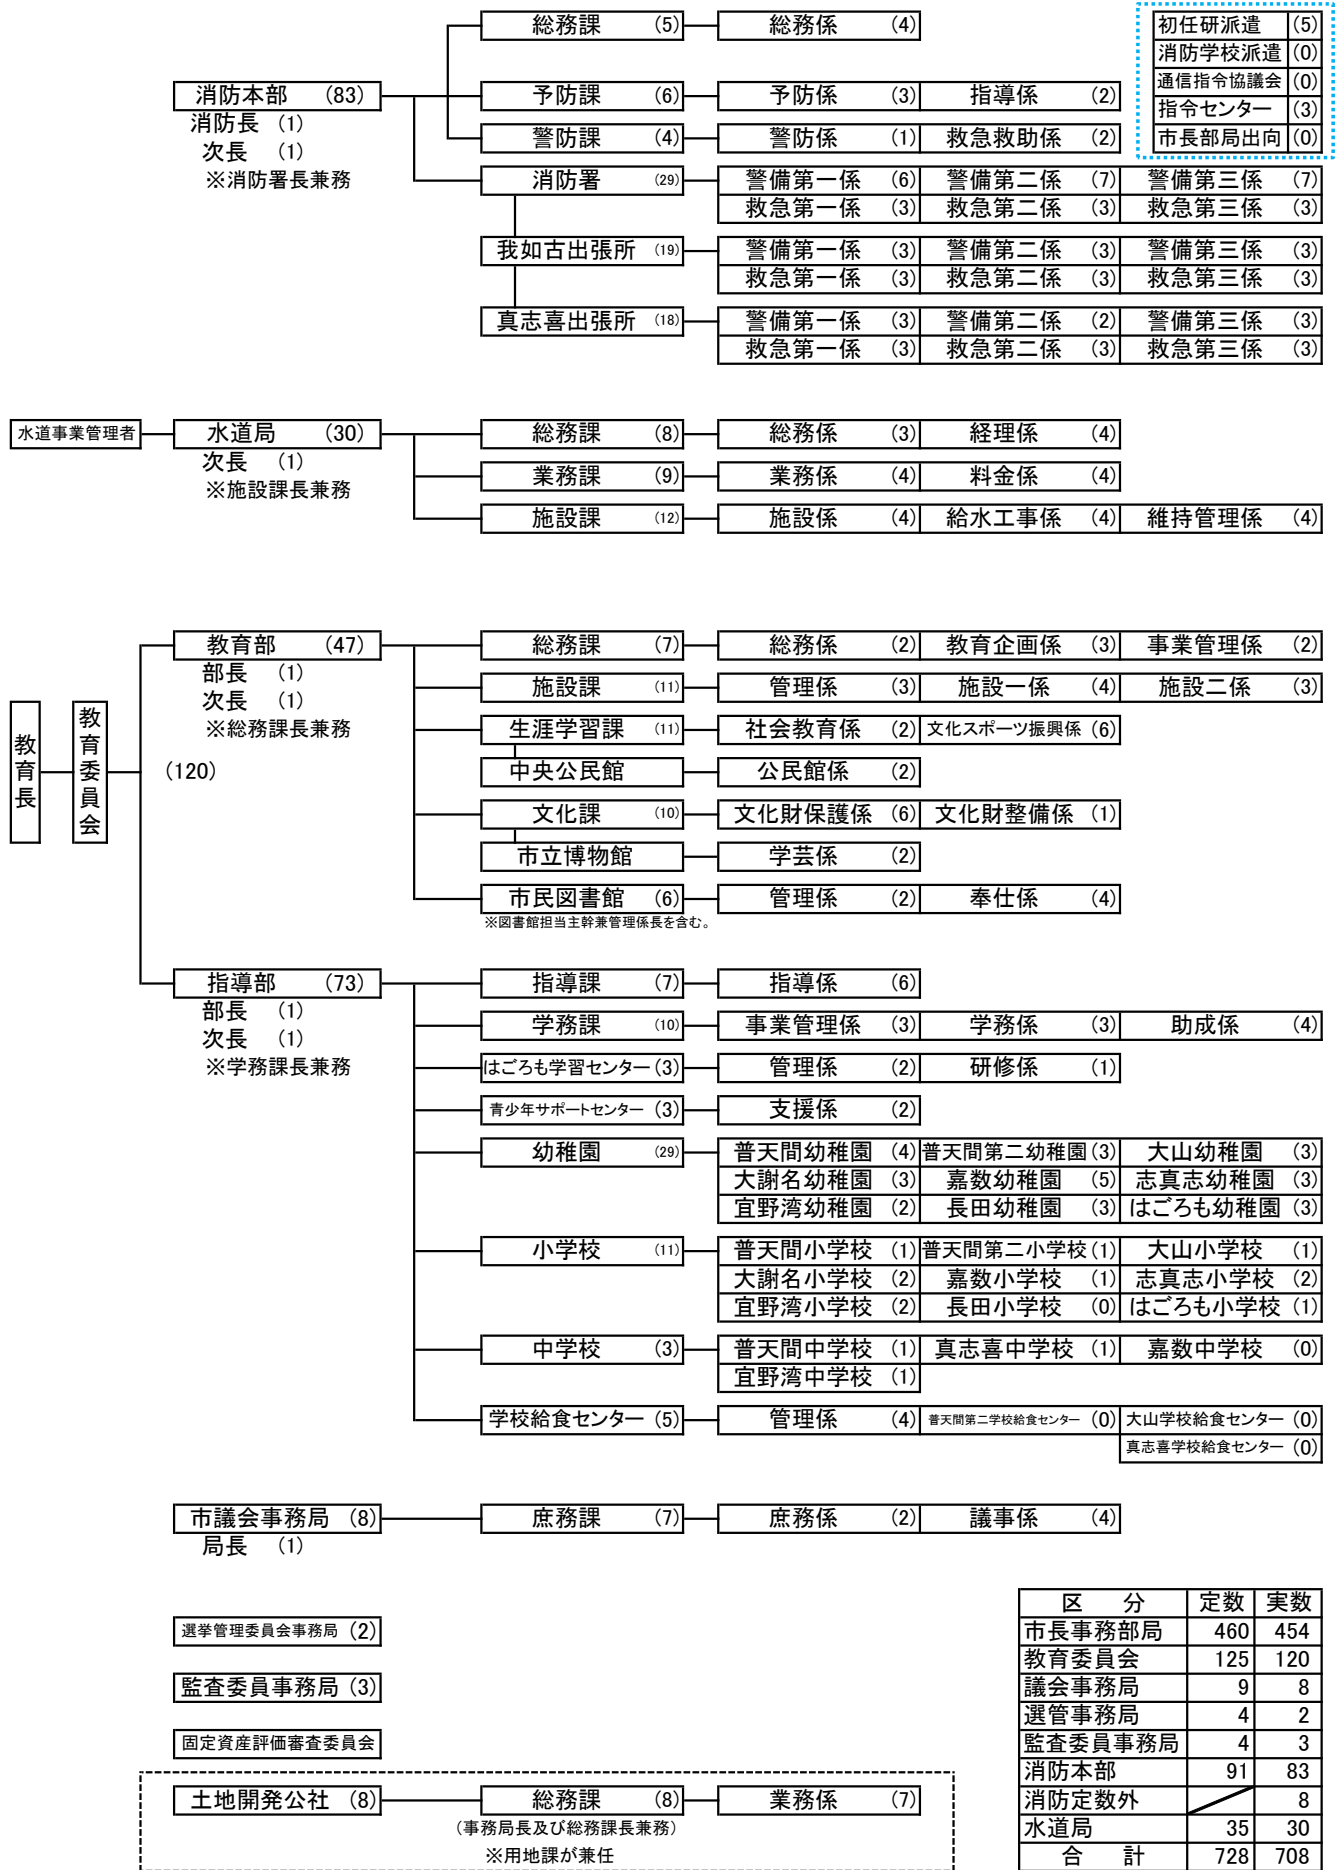 総務課 (5) 総務係 (4)
初任研派遣 (5)
消防学校派遣 (0)
通信指令協議会 (0)
指令センター (3)
市長部局出向 (0)
消防本部 (83) 予防課 (6) 予防係 (3) 指導係 (2)
消防長 (1)
次長 (1)
※消防署長兼務
警防課 (4) 警防係 (1) 救急救助係 (2)
消防署 (29) 警備第一係 (6) 警備第二係 (7) 警備第三係 (7)
救急第一係 (3) 救急第二係 (3) 救急第三係 (3)
我如古出張所 (19) 警備第一係 (3) 警備第二係 (3) 警備第三係 (3)
救急第一係 (3) 救急第二係 (3) 救急第三係 (3)
真志喜出張所 (18) 警備第一係 (3) 警備第二係 (2) 警備第三係 (3)
救急第一係 (3) 救急第二係 (3) 救急第三係 (3)
水道事業管理者 水道局 (30) 総務課 (8) 総務係 (3) 経理係 (4)
次長 (1)
※施設課長兼務
業務課 (9) 業務係 (4) 料金係 (4)
施設課 (12) 施設係 (4) 給水工事係 (4) 維持管理係 (4)
教育長
教育委員会
(120)
教育部 (47) 総務課 (7) 総務係 (2) 教育企画係 (3) 事業管理係 (2)
部長 (1)
次長 (1)
※総務課長兼務
施設課 (11) 管理係 (3) 施設一係 (4) 施設二係 (3)
生涯学習課 (11) 社会教育係 (2) 文化スポーツ振興係 (6)
中央公民館 公民館係 (2)
文化課 (10) 文化財保護係 (6) 文化財整備係 (1)
市立博物館 学芸係 (2)
市民図書館 (6) 管理係 (2) 奉仕係 (4)
※図書館担当主幹兼管理係長を含む。
指導部 (73) 指導課 (7) 指導係 (6)
部長 (1)
次長 (1)
※学務課長兼務
学務課 (10) 事業管理係 (3) 学務係 (3) 助成係 (4)
はごろも学習センター (3) 管理係 (2) 研修係 (1)
青少年サポートセンター (3) 支援係 (2)
幼稚園 (29) 普天間幼稚園 (4) 普天間第二幼稚園 (3) 大山幼稚園 (3)
大謝名幼稚園 (3) 嘉数幼稚園 (5) 志真志幼稚園 (3)
宜野湾幼稚園 (2) 長田幼稚園 (3) はごろも幼稚園 (3)
小学校 (11) 普天間小学校 (1) 普天間第二小学校 (1) 大山小学校 (1)
大謝名小学校 (2) 嘉数小学校 (1) 志真志小学校 (2)
宜野湾小学校 (2) 長田小学校 (0) はごろも小学校 (1)
中学校 (3) 普天間中学校 (1) 真志喜中学校 (1) 嘉数中学校 (0)
宜野湾中学校 (1)
学校給食センター (5) 管理係 (4) 普天間第二学校給食センター (0) 大山学校給食センター (0)
真志喜学校給食センター (0)
市議会事務局 (8) 庶務課 (7) 庶務係 (2) 議事係 (4)
局長 (1)
選挙管理委員会事務局 (2)
監査委員事務局 (3)
固定資産評価審査委員会
土地開発公社 (8) 総務課 (8) 業務係 (7)
(事務局長及び総務課長兼務)
※用地課が兼任
区 分 定数 実数
市長事務部局 460 454
教育委員会 125 120
議会事務局 9 8
選管事務局 4 2
監査委員事務局 4 3
消防本部 91 83
消防定数外 8
水道局 35 30
合 計 728 708